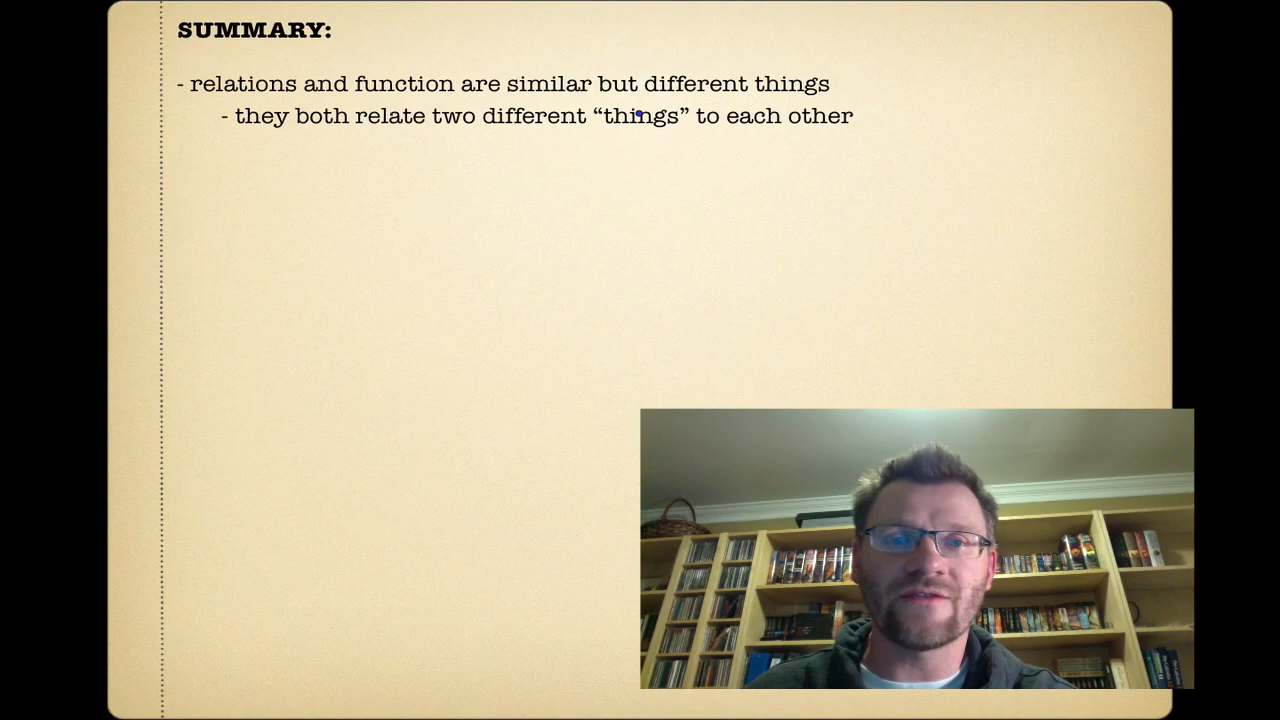 SUMMARY:
- relations and function are similar but different things
- they both relate two different “things” to each other